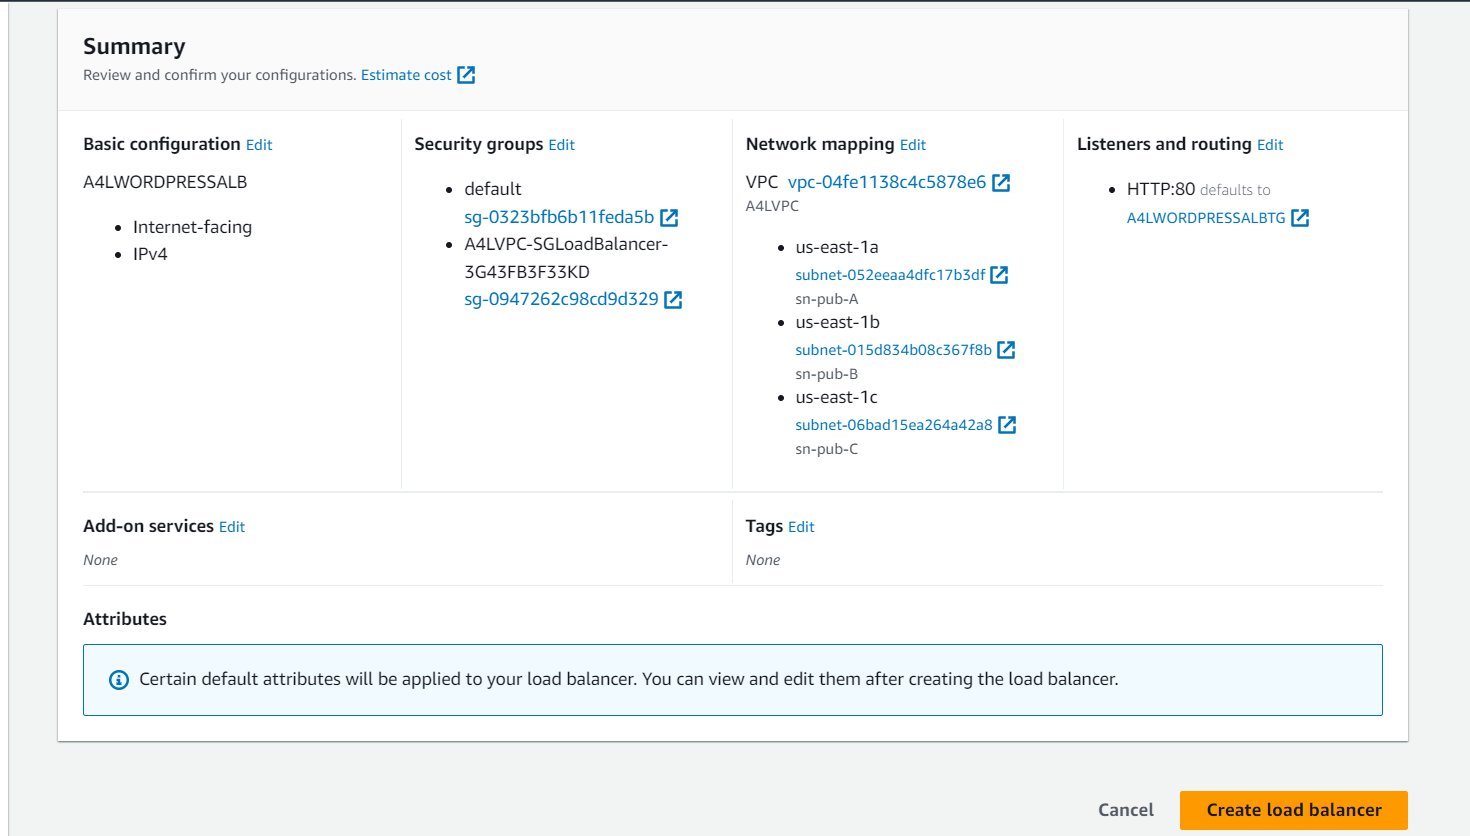 Summary
Review and confirm your configurations. Estimate cost
Basic configuration Edit
A4LWORDPRESSALB
Internet-facing
IPv4
Security groups Edit
default
sg-0323bfb6b11feda5b
A4LVPC-SGLoadBalancer-
3G43FB3F33KD
sg-0947262c98cd9d329
Network mapping Edit
VPC vpc-04fe1138c4c5878e6
A4LVPC
us-east-1a
subnet-052eeaa4dfc17b3df
sn-pub-A
us-east-1b
subnet-015d834b08c367f8b
sn-pub-B
us-east-1c
subnet-06bad15ea264a42a8
sn-pub-C
Listeners and routing Edit
HTTP:80 defaults to
A4LWORDPRESSALBTG
Add-on services Edit
None
Tags Edit
None
Attributes
Certain default attributes will be applied to your load balancer. You can view and edit them after creating the load balancer.
Cancel
Create load balancer